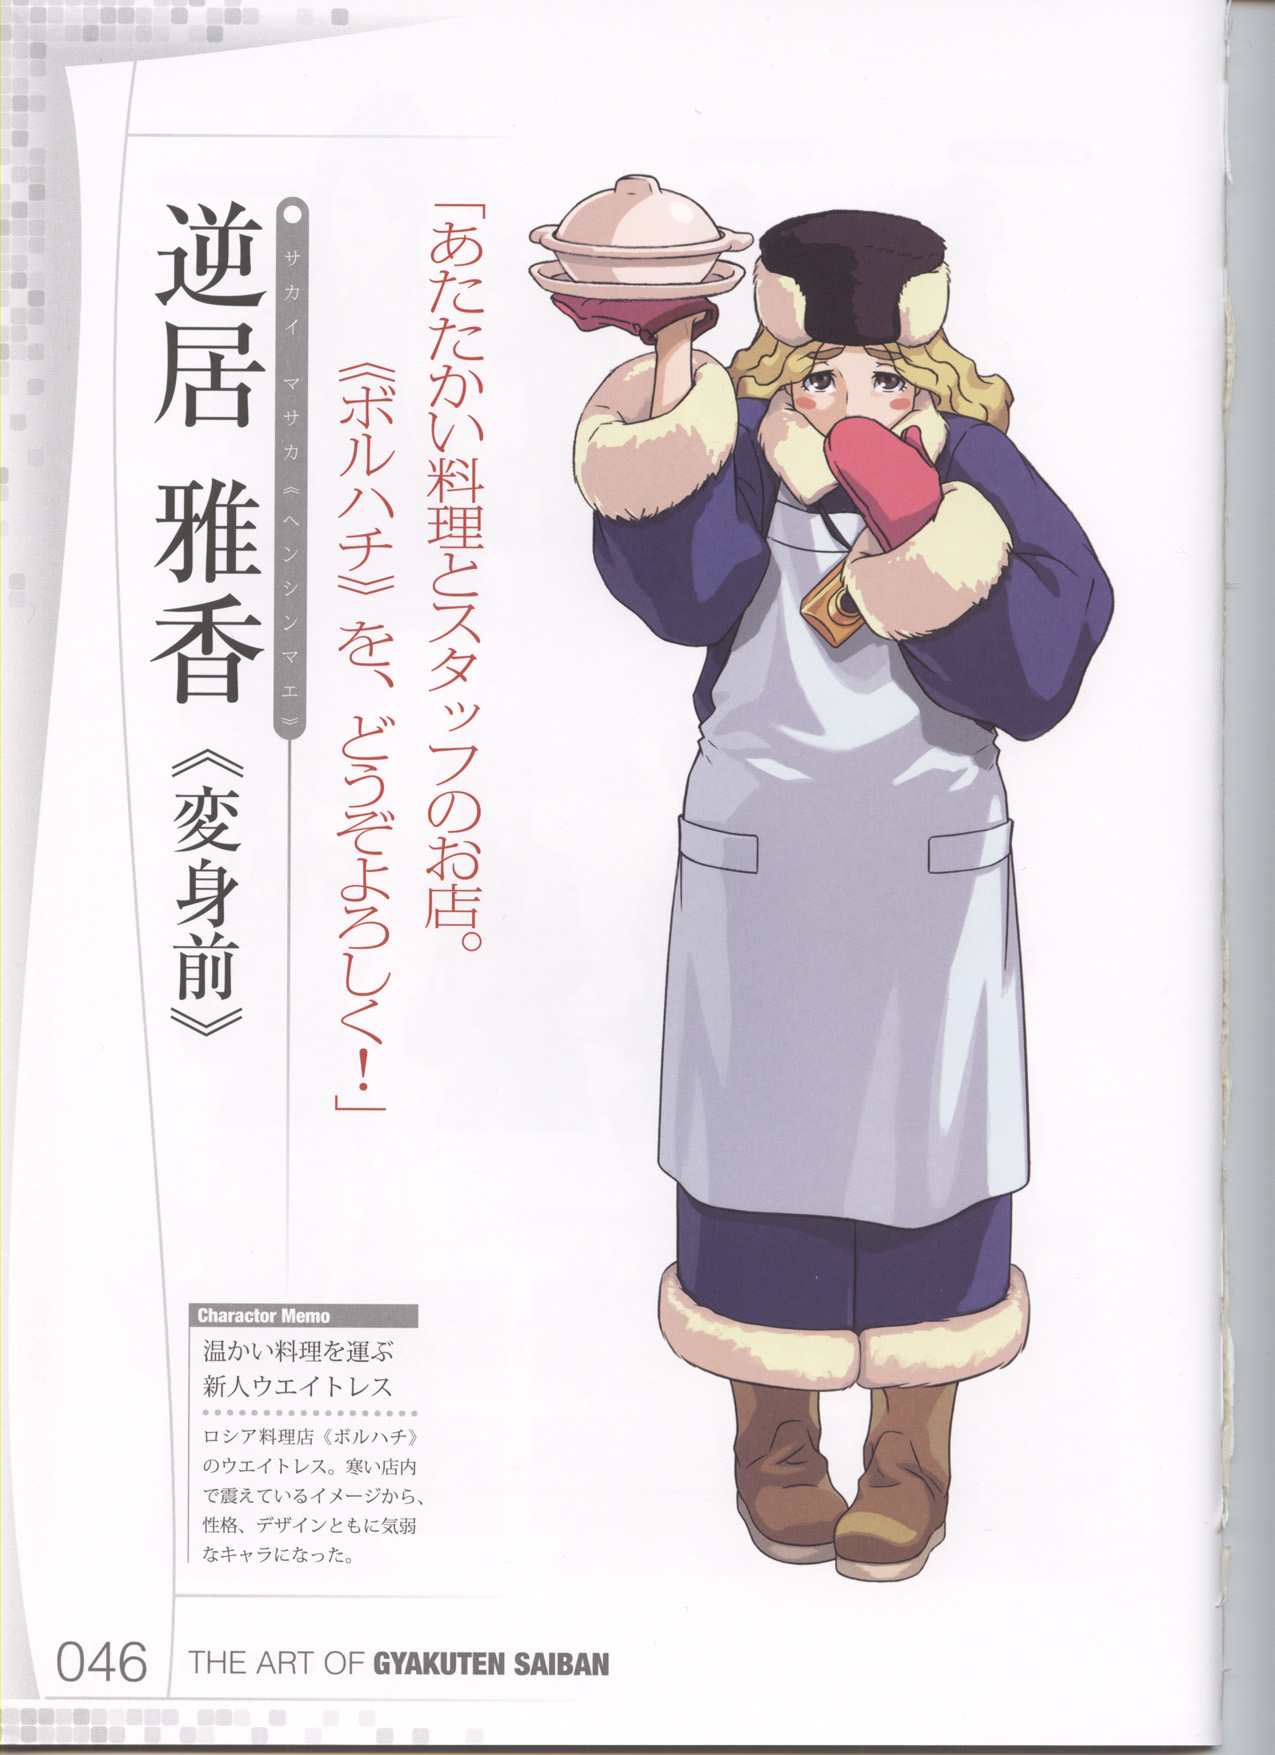 「あたたかい料理とスタッフのお店。
《ボルハチ》を、どうぞよろしく！」
サカイ マサカ《ヘンシンマエ》
逆居 雅香《変身前》
Charactor Memo
温かい料理を運ぶ
新人ウエイトレス
ロシア料理店《ボルハチ》
のウエイトレス。寒い店内
で震えているイメージから、
性格、デザインともに気弱
なキャラになった。
046 THE ART OF GYAKUTEN SAIBAN